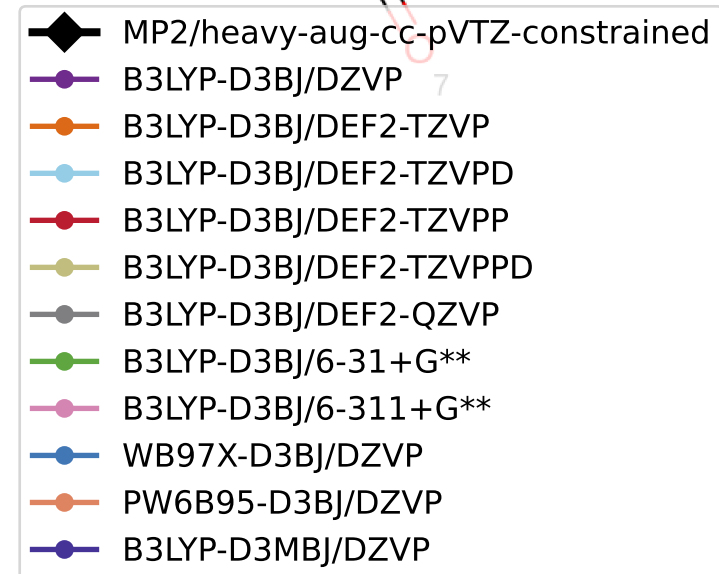 MP2/heavy-aug-cc-pVTZ-constrained
B3LYP-D3BJ/DZVP
7
B3LYP-D3BJ/DEF2-TZVP
B3LYP-D3BJ/DEF2-TZVPD
B3LYP-D3BJ/DEF2-TZVPP
B3LYP-D3BJ/DEF2-TZVPPD
B3LYP-D3BJ/DEF2-QZVP
B3LYP-D3BJ/6-31+G**
B3LYP-D3BJ/6-311+G**
WB97X-D3BJ/DZVP
PW6B95-D3BJ/DZVP
B3LYP-D3MBJ/DZVP